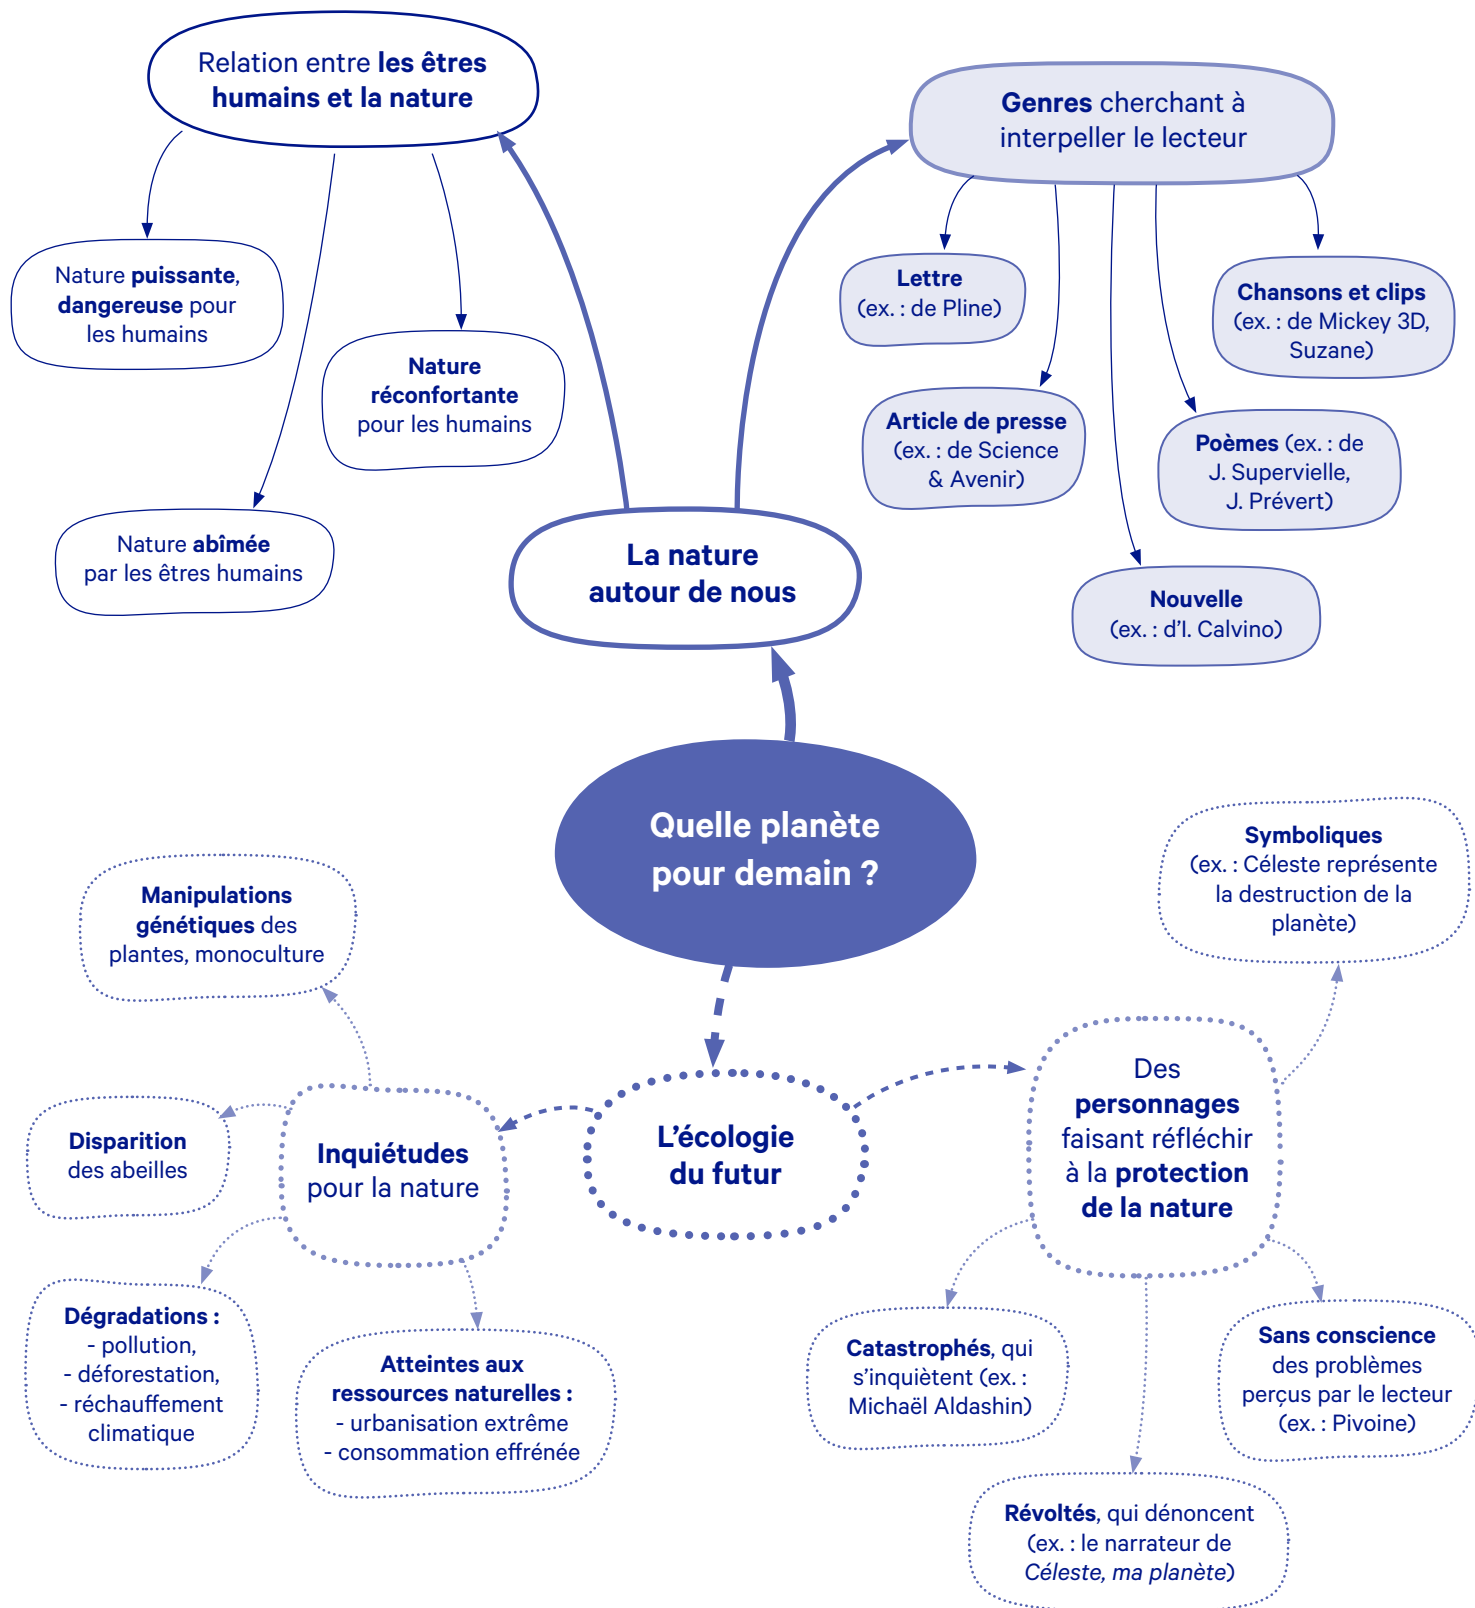 Relation entre les êtres
humains et la nature
Nature puissante,
dangereuse pour
les humains
Nature
réconfortante
pour les humains
Nature abîmée
par les êtres humains
Genres cherchant à
interpeller le lecteur
Lettre
(ex. : de Pline)
Chansons et clips
(ex. : de Mickey 3D,
Suzane)
Article de presse
(ex. : de Science
& Avenir)
Poèmes (ex. : de
J. Supervielle,
J. Prévert)
Nouvelle
(ex. : d'I. Calvino)
La nature
autour de nous
Quelle planète
pour demain ?
L'écologie
du futur
Inquiétudes
pour la nature
Manipulations
génétiques des
plantes, monoculture
Disparition
des abeilles
Dégradations :
- pollution,
- déforestation,
- réchauffement
climatique
Atteintes aux
ressources naturelles :
- urbanisation extrême
- consommation effrénée
Des
personnages
faisant réfléchir
à la protection
de la nature
Symboliques
(ex. : Céleste représente
la destruction de la
planète)
Catastrophés, qui
s'inquiètent (ex. :
Michaël Aldashin)
Sans conscience
des problèmes
perçus par le lecteur
(ex. : Pivoine)
Révoltés, qui dénoncent
(ex. : le narrateur de
Céleste, ma planète)